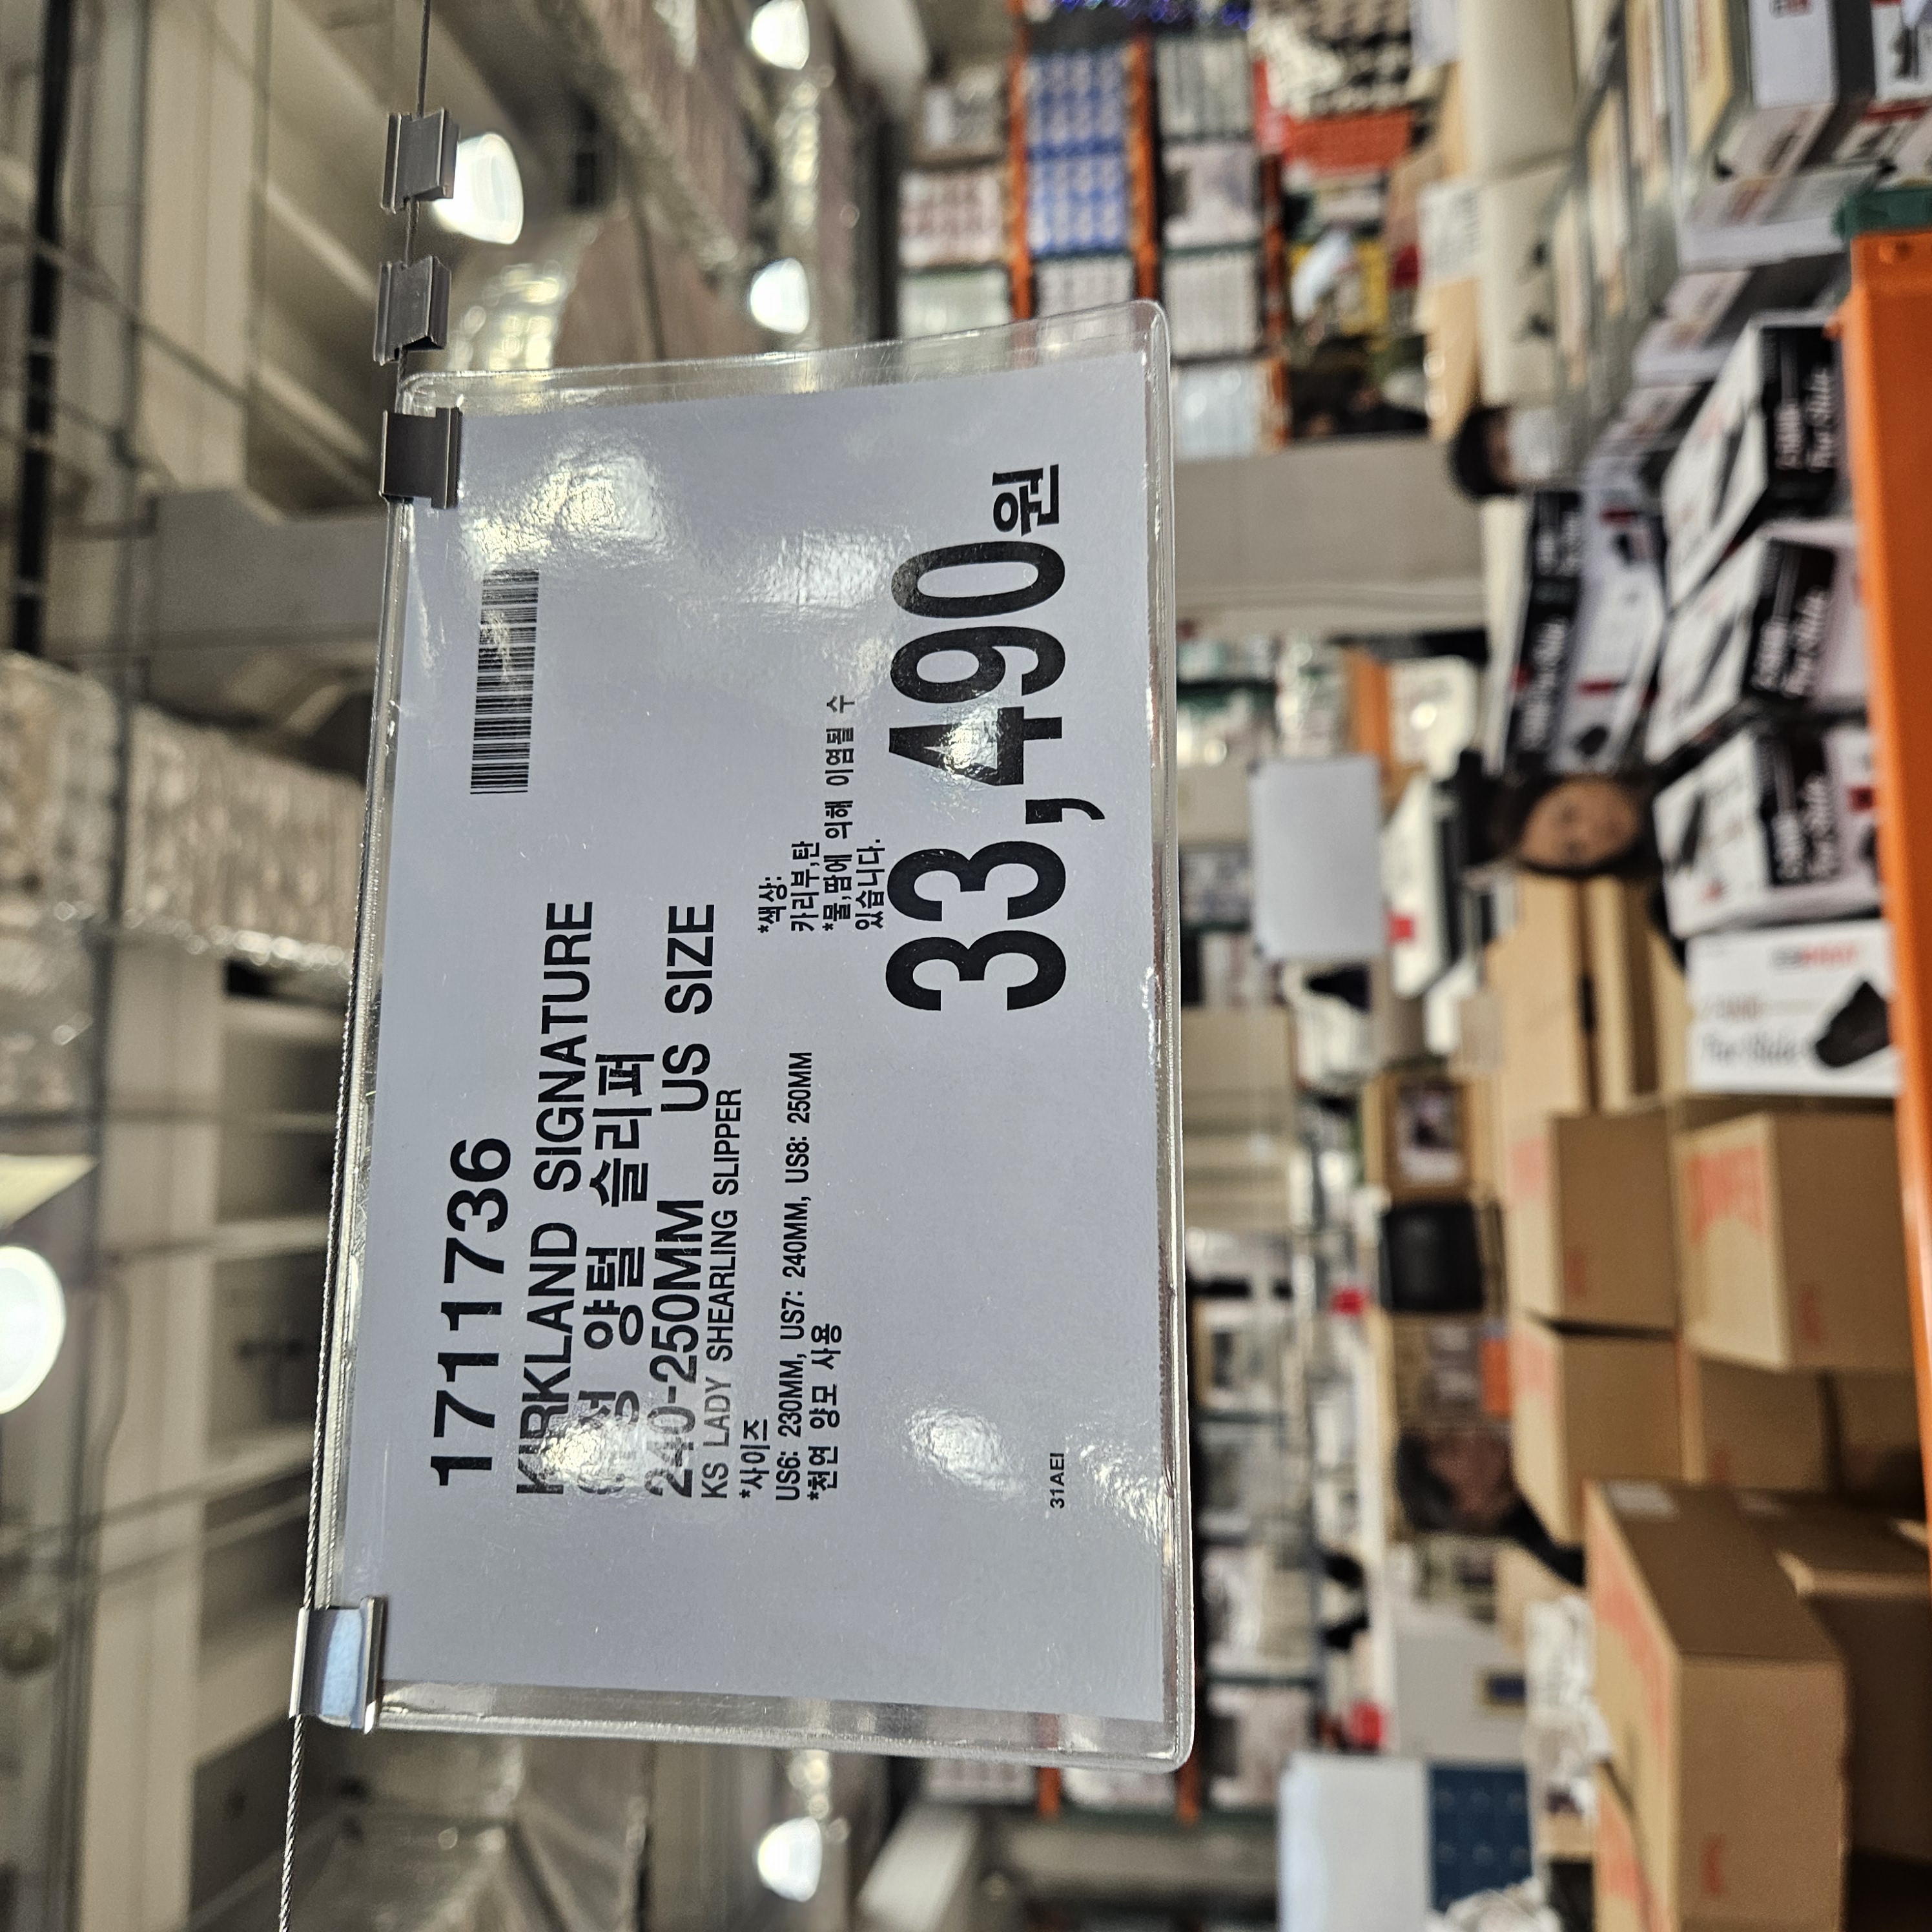 1711736
KIRKLAND SIGNATURE
여성 양털 슬리퍼
240-250MM US SIZE
KS LADY SHEARLING SLIPPER
*사이즈
US6: 230MM, US7: 240MM, US8: 250MM
*천연 양모 사용
*색상:
카리부,탄
*물,땀에 의해 이염될 수
있습니다.
33,490원
31AEI